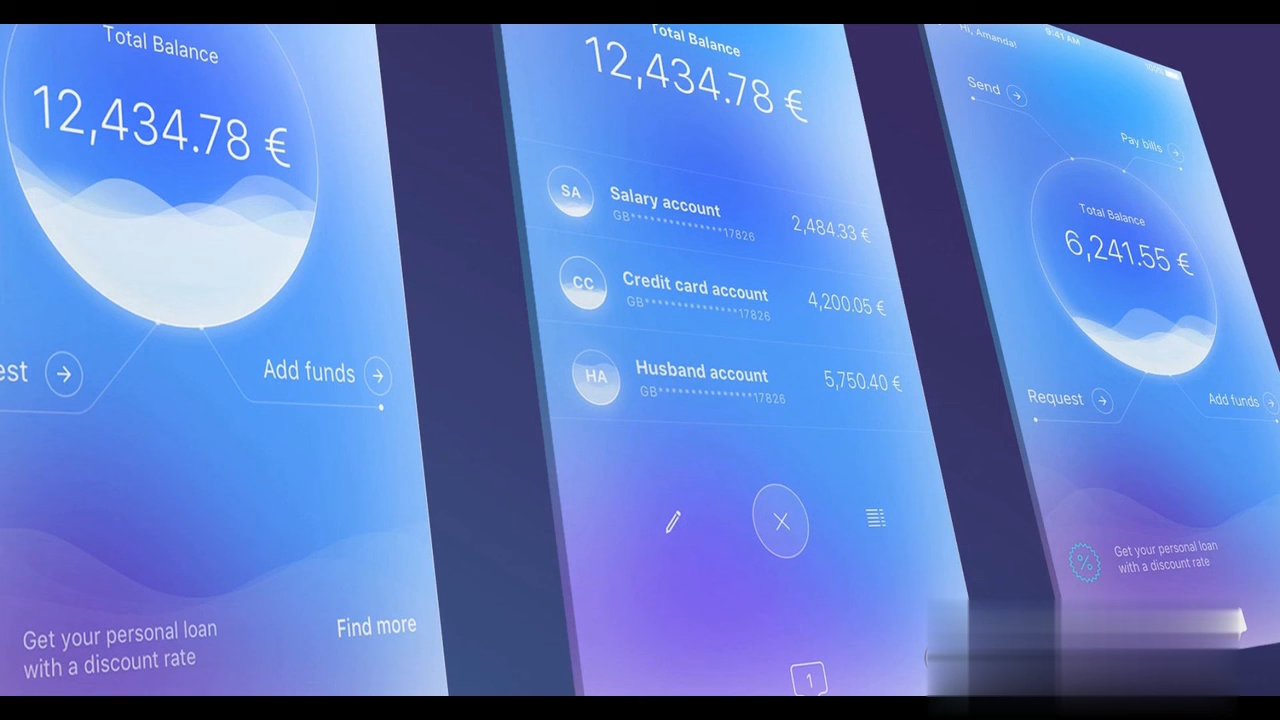 Total Balance
12,434.78 €
est
Add funds
Get your personal loan
with a discount rate
Find more
Total Balance
12,434.78 €
SA
Salary account
GB***************17826
2,484.33 €
CC
Credit card account
GB***************17826
4,200.05 €
HA
Husband account
GB***************17826
5,750.40 €
1
Hi, Amanda!
9:41 AM
Send
Pay bills
Total Balance
6,241.55 €
Request
Add funds
%
Get your personal loan
with a discount rate